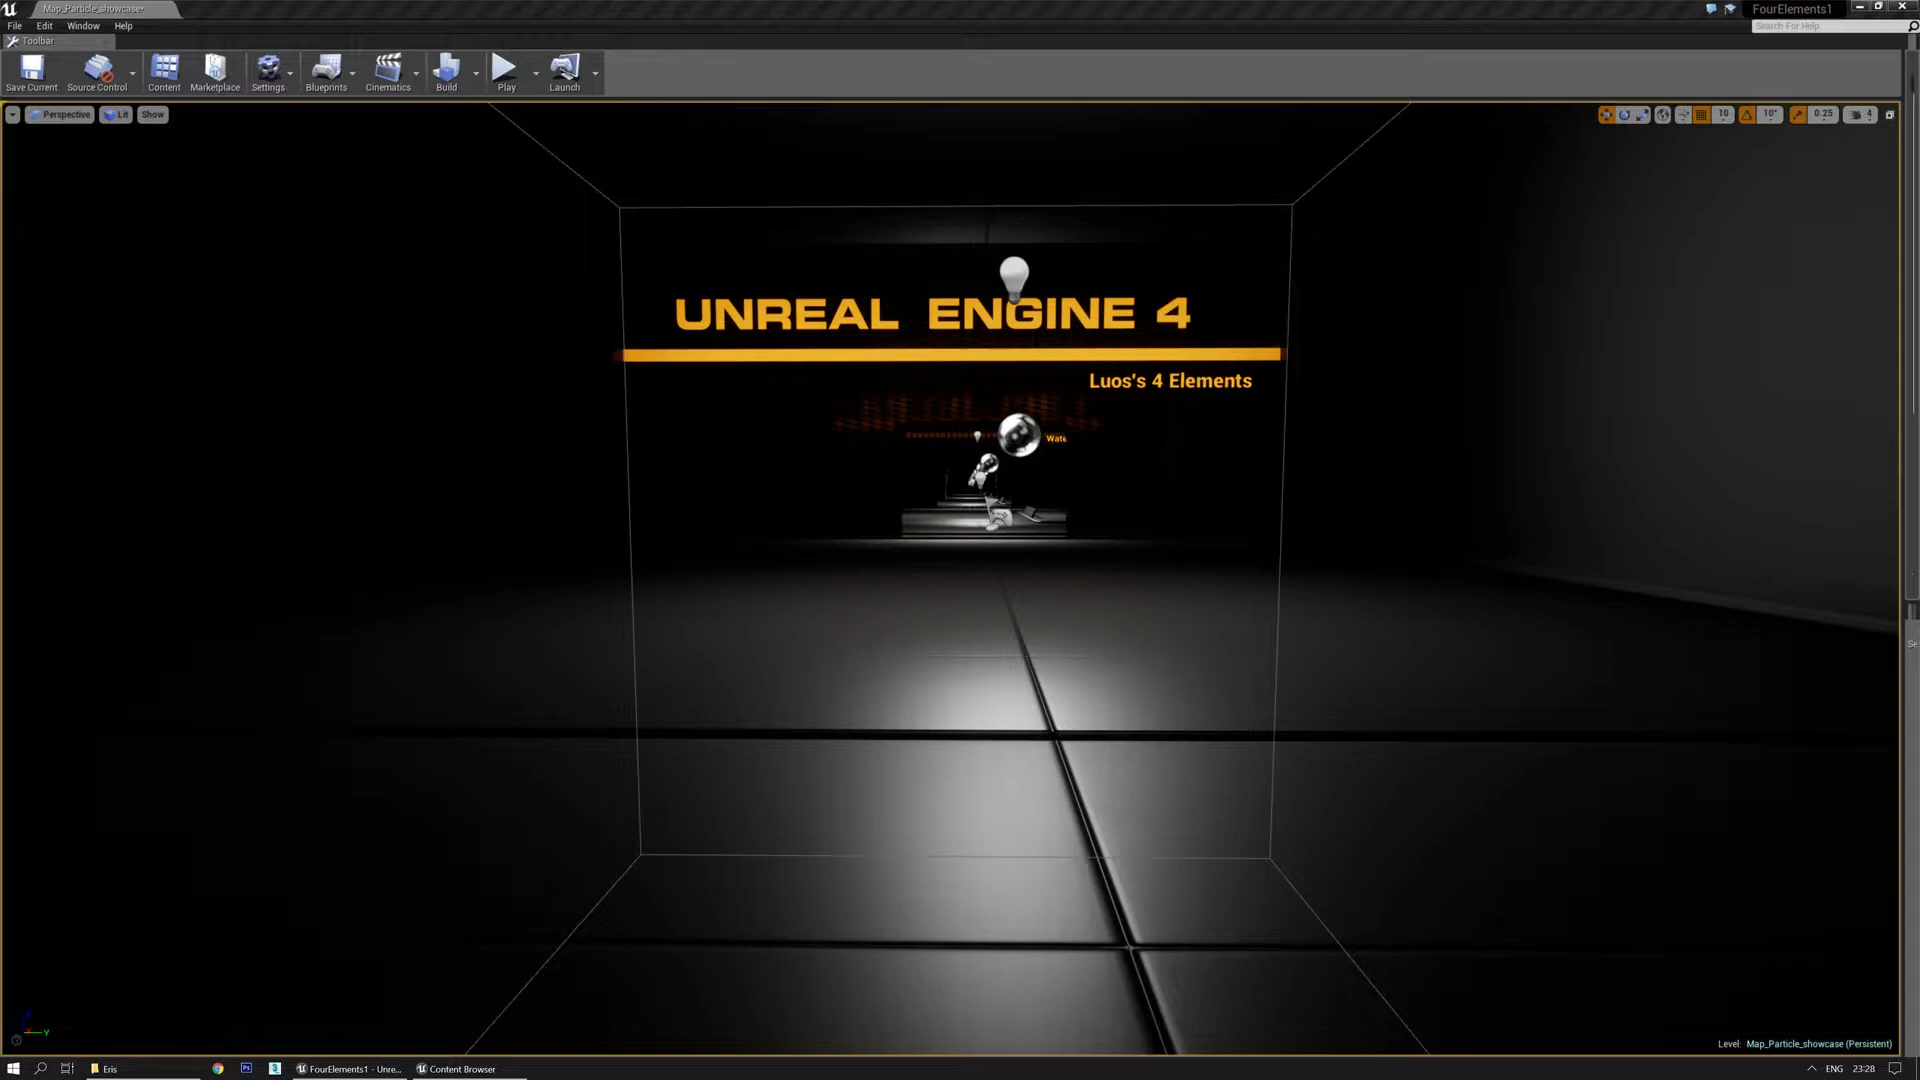 Map_Particle_showcase*
FourElements1
File Edit Window Help
Search For Help
Toolbar
Save Current Source Control Content Marketplace Settings Blueprints Cinematics Build Play Launch
Perspective Lit Show
10 10° 0.25 4
UNREAL ENGINE 4
Luos's 4 Elements
Wate
Se
Y
Level: Map_Particle_showcase (Persistent)
Eris
FourElements1 - Unre...
Content Browser
ENG 23:28